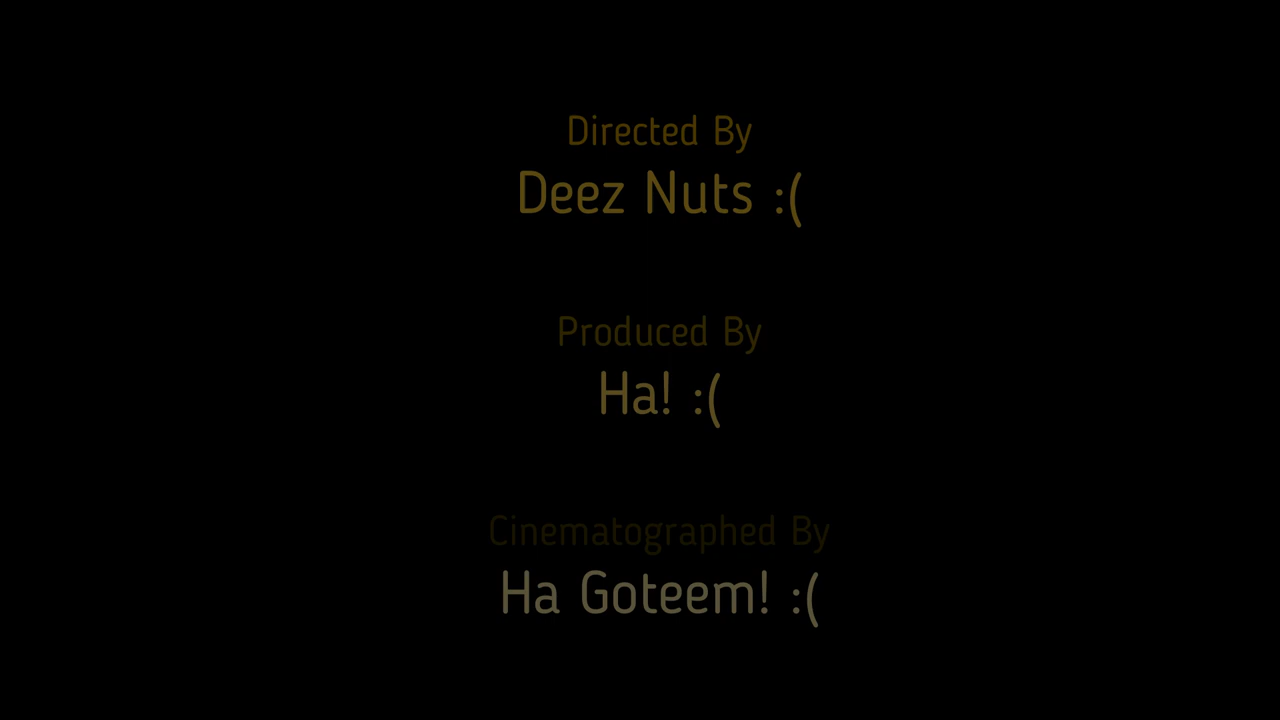 Directed By
Deez Nuts :(
Produced By
Ha! :(
Cinematographed By
Ha Goteem! :(